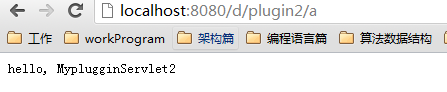 localhost:8080/d/plugin2/a
工作 workProgram 架构篇 编程语言篇 算法数据结构
hello, MyplugginServlet2